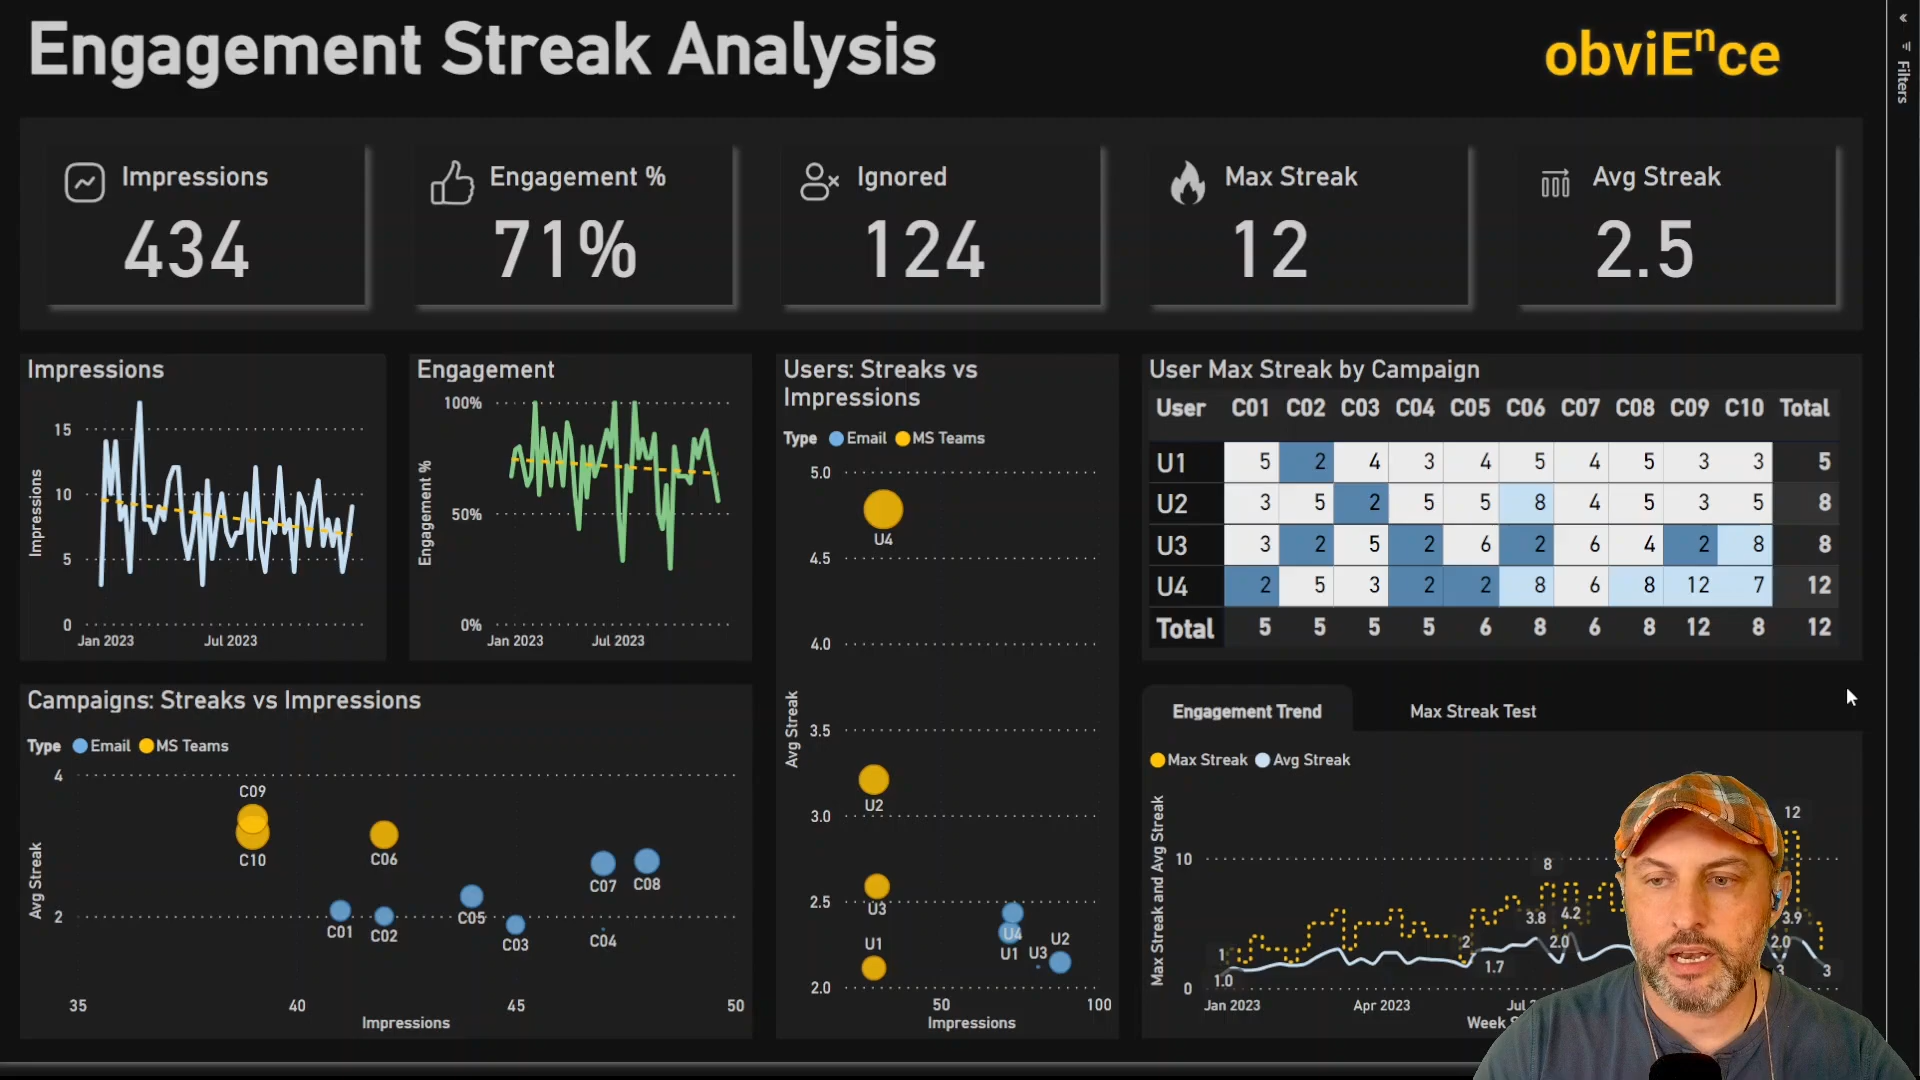 Engagement Streak Analysis
obviEnce
Filters
Impressions
434
Engagement %
71%
Ignored
124
Max Streak
12
Avg Streak
2.5
Impressions
15
10
5
0
Impressions
Jan 2023 Jul 2023
Engagement
100%
50%
0%
Engagement %
Jan 2023 Jul 2023
Users: Streaks vs
Impressions
Type Email MS Teams
5.0
U4
4.5
4.0
3.5
Avg Streak
U2
3.0
U3
2.5
U1
U4
U1 U3 U2
2.0
50 100
Impressions
User Max Streak by Campaign
User C01 C02 C03 C04 C05 C06 C07 C08 C09 C10 Total
U1 5 2 4 3 4 5 4 5 3 3 5
U2 3 5 2 5 5 8 4 5 3 5 8
U3 3 2 5 2 6 2 6 4 2 8 8
U4 2 5 3 2 2 8 6 8 12 7 12
Total 5 5 5 5 6 8 6 8 12 8 12
Campaigns: Streaks vs Impressions
Type Email MS Teams
4
2
Avg Streak
C09
C10
C06
C01
C02
C05
C03
C07
C08
C04
35 40 45 50
Impressions
Engagement Trend Max Streak Test
Max Streak Avg Streak
Max Streak and Avg Streak
10
0
1
1.0
2
1.7
3.8
8
2.0
4.2
12
3.9
2.0
3
3
Jan 2023 Apr 2023 Jul
Week